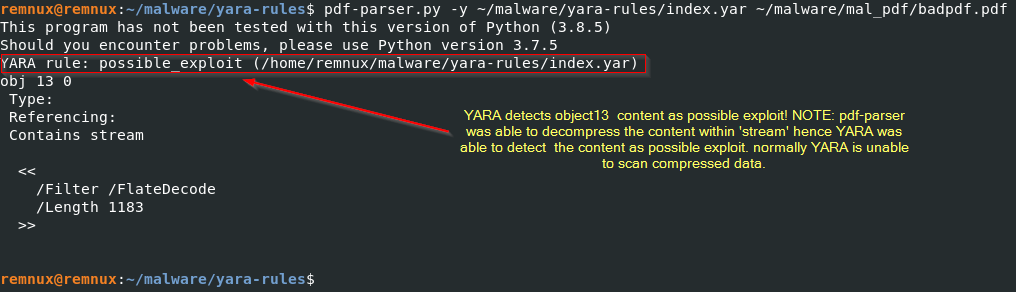 remnux@remnux:~/malware/yara-rules$ pdf-parser.py -y ~/malware/yara-rules/index.yar ~/malware/mal_pdf/badpdf.pdf
This program has not been tested with this version of Python (3.8.5)
Should you encounter problems, please use Python version 3.7.5
YARA rule: possible_exploit (/home/remnux/malware/yara-rules/index.yar)
obj 13 0
Type:
Referencing:
Contains stream
<<
/Filter /FlateDecode
/Length 1183
>>
YARA detects object13 content as possible exploit! NOTE: pdf-parser
was able to decompress the content within 'stream' hence YARA was
able to detect the content as possible exploit. normally YARA is unable
to scan compressed data.
remnux@remnux:~/malware/yara-rules$